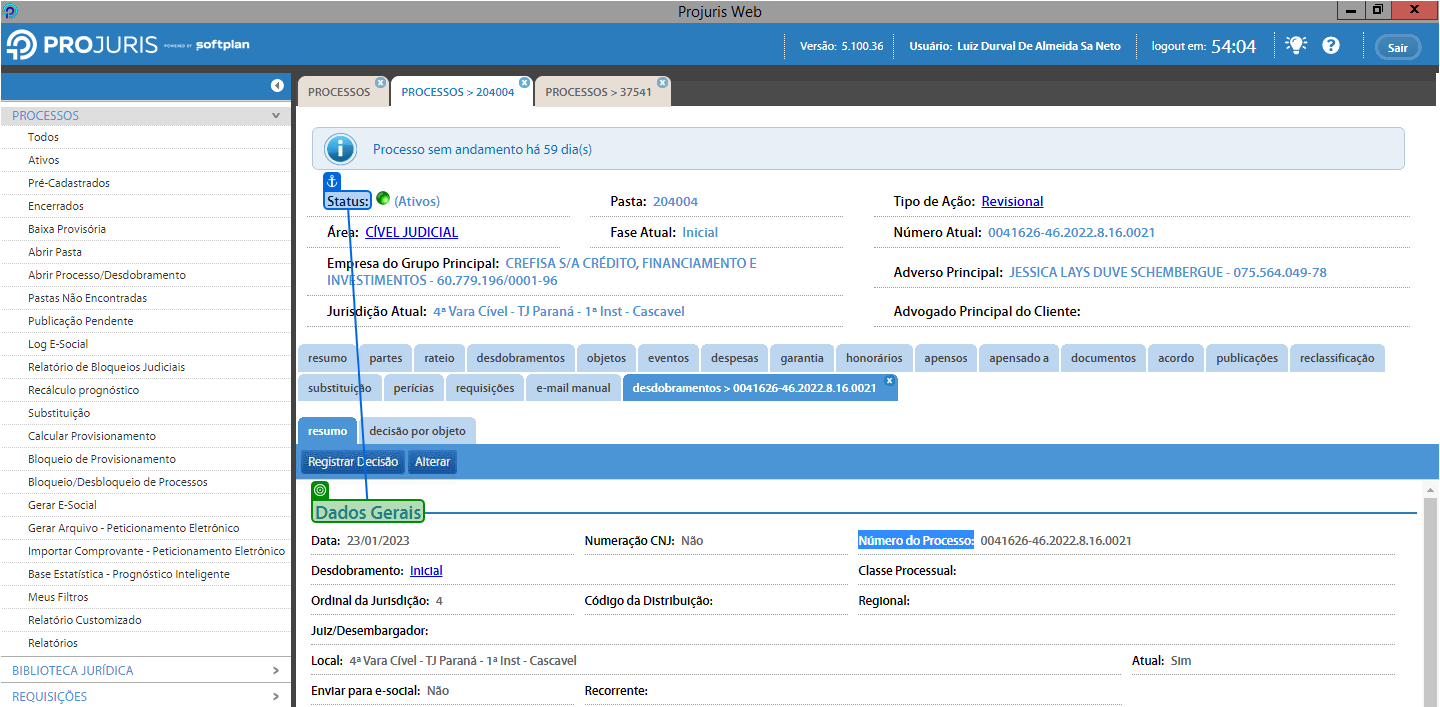 Projuris Web
PROJURIS POWERED BY softplan
Versão: 5.100.36
Usuário: Luiz Durval De Almeida Sa Neto
logout em: 54:04
Sair
PROCESSOS
Todos
Ativos
Pré-Cadastrados
Encerrados
Baixa Provisória
Abrir Pasta
Abrir Processo/Desdobramento
Pastas Não Encontradas
Publicação Pendente
Log E-Social
Relatório de Bloqueios Judiciais
Recálculo prognóstico
Substituição
Calcular Provisionamento
Bloqueio de Provisionamento
Bloqueio/Desbloqueio de Processos
Gerar E-Social
Gerar Arquivo - Peticionamento Eletrônico
Importar Comprovante - Peticionamento Eletrônico
Base Estatística - Prognóstico Inteligente
Meus Filtros
Relatório Customizado
Relatórios
BIBLIOTECA JURÍDICA
REQUISIÇÕES
PROCESSOS
PROCESSOS > 204004
PROCESSOS > 37541
Processo sem andamento há 59 dia(s)
Status: (Ativos)
Pasta: 204004
Tipo de Ação: Revisional
Área: CÍVEL JUDICIAL
Fase Atual: Inicial
Número Atual: 0041626-46.2022.8.16.0021
Empresa do Grupo Principal: CREFISA S/A CRÉDITO, FINANCIAMENTO E
INVESTIMENTOS - 60.779.196/0001-96
Adverso Principal: JESSICA LAYS DUVE SCHEMBERGUE - 075.564.049-78
Jurisdição Atual: 4ª Vara Cível - TJ Paraná - 1ª Inst - Cascavel
Advogado Principal do Cliente:
resumo
partes
rateio
desdobramentos
objetos
eventos
despesas
garantia
honorários
apensos
apensado a
documentos
acordo
publicações
reclassificação
substituição
perícias
requisições
e-mail manual
desdobramentos > 0041626-46.2022.8.16.0021
resumo
decisão por objeto
Registrar Decisão
Alterar
Dados Gerais
Data: 23/01/2023
Numeração CNJ: Não
Número do Processo: 0041626-46.2022.8.16.0021
Desdobramento: Inicial
Classe Processual:
Ordinal da Jurisdição: 4
Código da Distribuição:
Regional:
Juiz/Desembargador:
Local: 4ª Vara Cível - TJ Paraná - 1ª Inst - Cascavel
Atual: Sim
Enviar para e-social: Não
Recorrente: